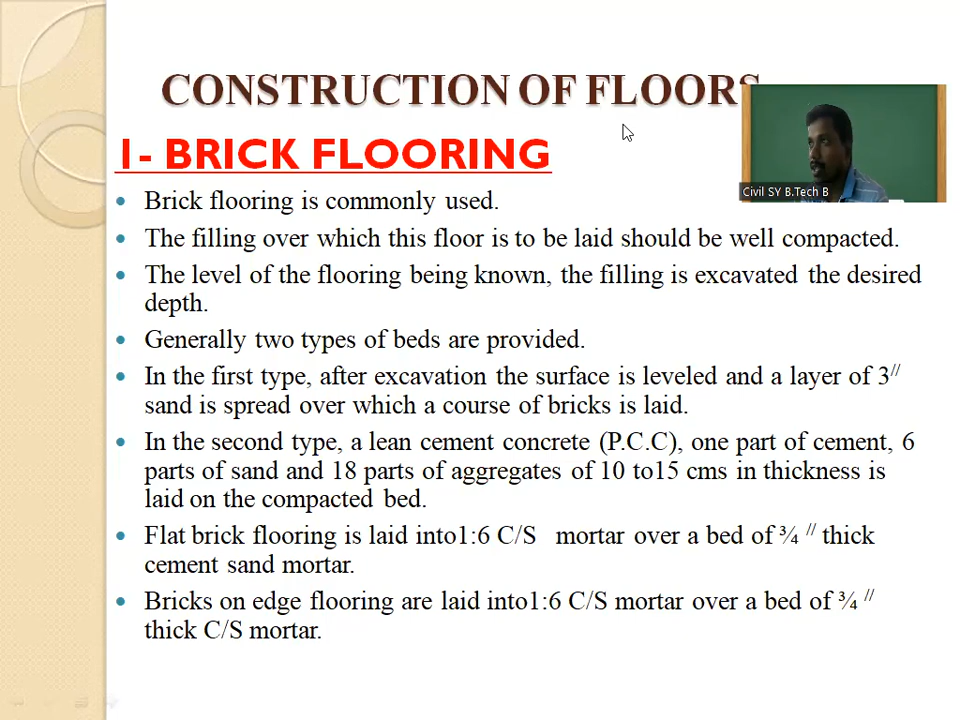 CONSTRUCTION OF FLOORS
1- BRICK FLOORING
Civil SY B.Tech B
• Brick flooring is commonly used.
• The filling over which this floor is to be laid should be well compacted.
• The level of the flooring being known, the filling is excavated the desired
depth.
• Generally two types of beds are provided.
• In the first type, after excavation the surface is leveled and a layer of 3//
sand is spread over which a course of bricks is laid.
• In the second type, a lean cement concrete (P.C.C), one part of cement, 6
parts of sand and 18 parts of aggregates of 10 to15 cms in thickness is
laid on the compacted bed.
• Flat brick flooring is laid into1:6 C/S mortar over a bed of ¾ // thick
cement sand mortar.
• Bricks on edge flooring are laid into1:6 C/S mortar over a bed of ¾ //
thick C/S mortar.